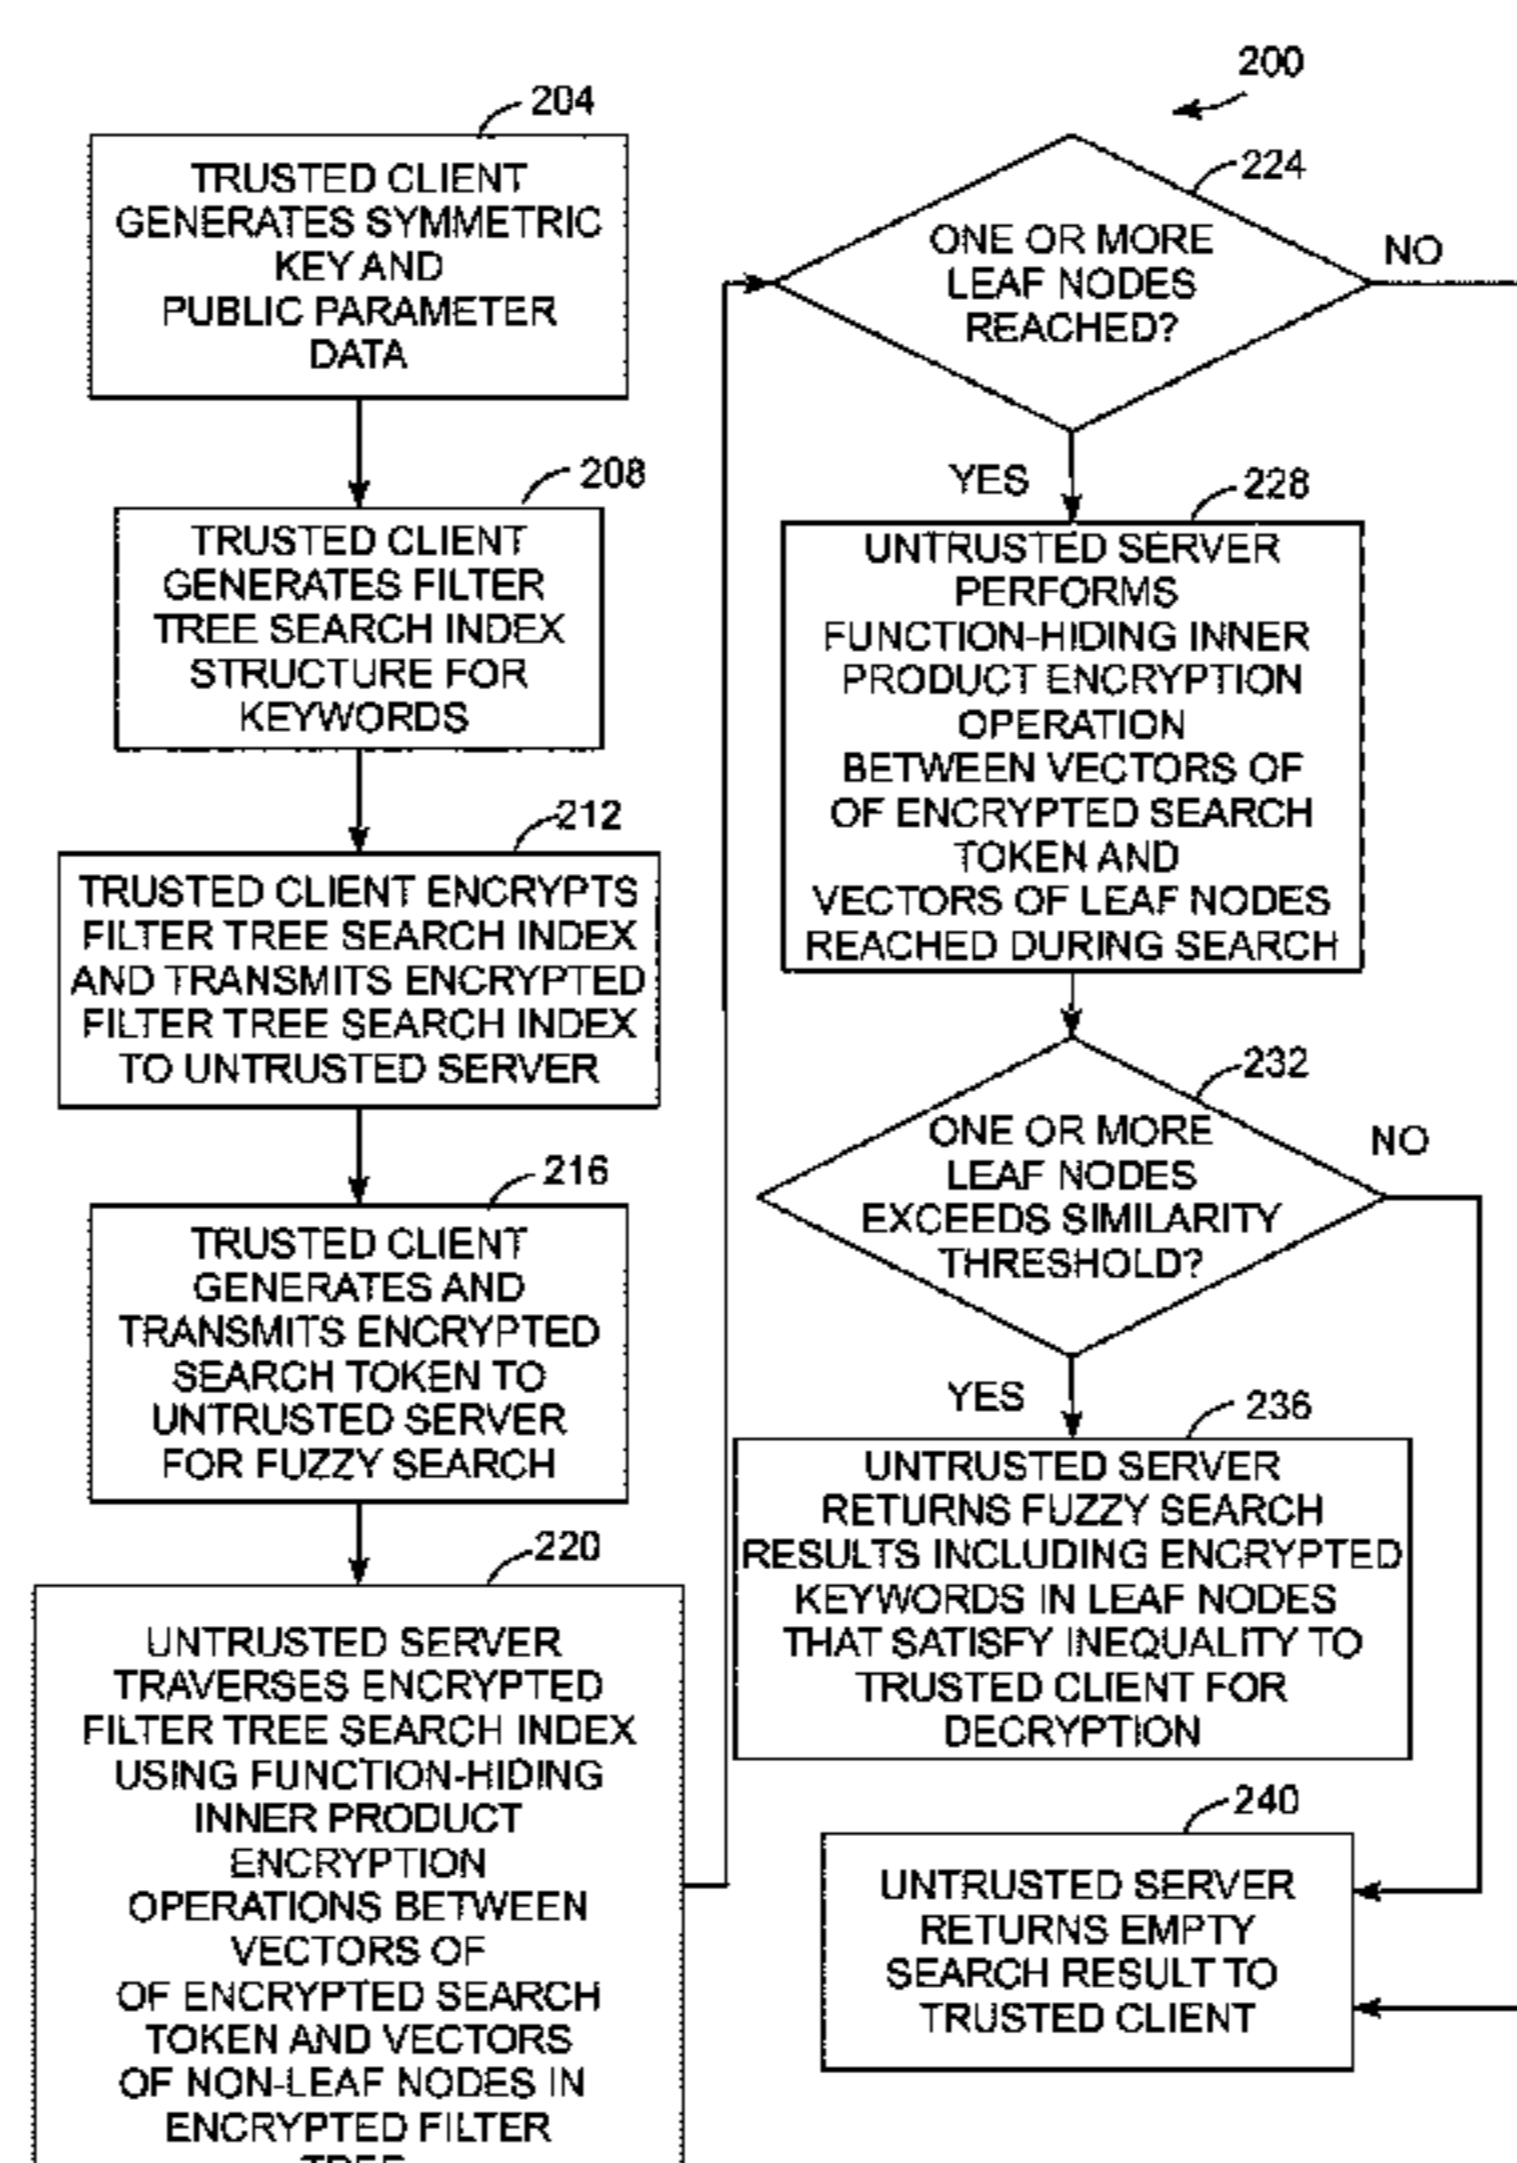 204
TRUSTED CLIENT
GENERATES SYMMETRIC
KEY AND
PUBLIC PARAMETER
DATA
208
TRUSTED CLIENT
GENERATES FILTER
TREE SEARCH INDEX
STRUCTURE FOR
KEYWORDS
212
TRUSTED CLIENT ENCRYPTS
FILTER TREE SEARCH INDEX
AND TRANSMITS ENCRYPTED
FILTER TREE SEARCH INDEX
TO UNTRUSTED SERVER
216
TRUSTED CLIENT
GENERATES AND
TRANSMITS ENCRYPTED
SEARCH TOKEN TO
UNTRUSTED SERVER
FOR FUZZY SEARCH
220
UNTRUSTED SERVER
TRAVERSES ENCRYPTED
FILTER TREE SEARCH INDEX
USING FUNCTION-HIDING
INNER PRODUCT
ENCRYPTION
OPERATIONS BETWEEN
VECTORS OF
OF ENCRYPTED SEARCH
TOKEN AND VECTORS
OF NON-LEAF NODES IN
ENCRYPTED FILTER
200
224
ONE OR MORE
LEAF NODES
REACHED?
NO
YES
228
UNTRUSTED SERVER
PERFORMS
FUNCTION-HIDING INNER
PRODUCT ENCRYPTION
OPERATION
BETWEEN VECTORS OF
OF ENCRYPTED SEARCH
TOKEN AND
VECTORS OF LEAF NODES
REACHED DURING SEARCH
232
ONE OR MORE
LEAF NODES
EXCEEDS SIMILARITY
THRESHOLD?
NO
YES
236
UNTRUSTED SERVER
RETURNS FUZZY SEARCH
RESULTS INCLUDING ENCRYPTED
KEYWORDS IN LEAF NODES
THAT SATISFY INEQUALITY TO
TRUSTED CLIENT FOR
DECRYPTION
240
UNTRUSTED SERVER
RETURNS EMPTY
SEARCH RESULT TO
TRUSTED CLIENT